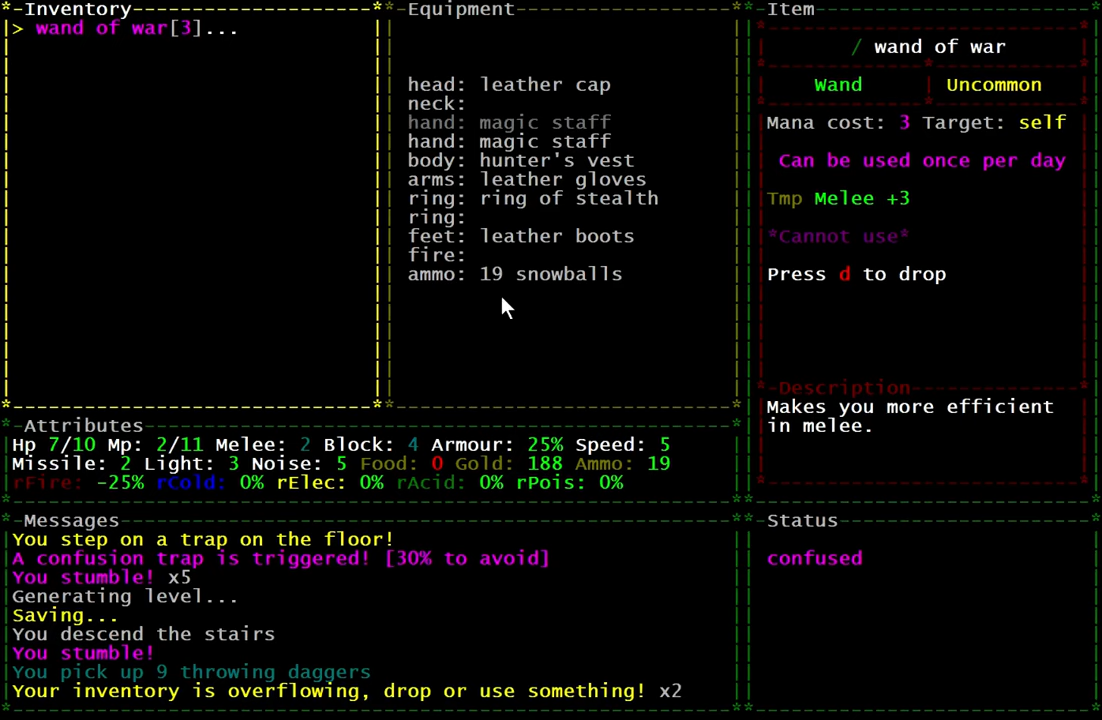 Inventory
> wand of war[3]...
Equipment
head: leather cap
neck:
hand: magic staff
hand: magic staff
body: hunter's vest
arms: leather gloves
ring: ring of stealth
ring:
feet: leather boots
fire:
ammo: 19 snowballs
Item
/ wand of war
Wand | Uncommon
Mana cost: 3 Target: self
Can be used once per day
Tmp Melee +3
*Cannot use*
Press d to drop
Description
Makes you more efficient
in melee.
Attributes
Hp 7/10 Mp: 2/11 Melee: 2 Block: 4 Armour: 25% Speed: 5
Missile: 2 Light: 3 Noise: 5 Food: 0 Gold: 188 Ammo: 19
rFire: -25% rCold: 0% rElec: 0% rAcid: 0% rPois: 0%
Messages
You step on a trap on the floor!
A confusion trap is triggered! [30% to avoid]
You stumble! x5
Generating level...
Saving...
You descend the stairs
You stumble!
You pick up 9 throwing daggers
Your inventory is overflowing, drop or use something! x2
Status
confused